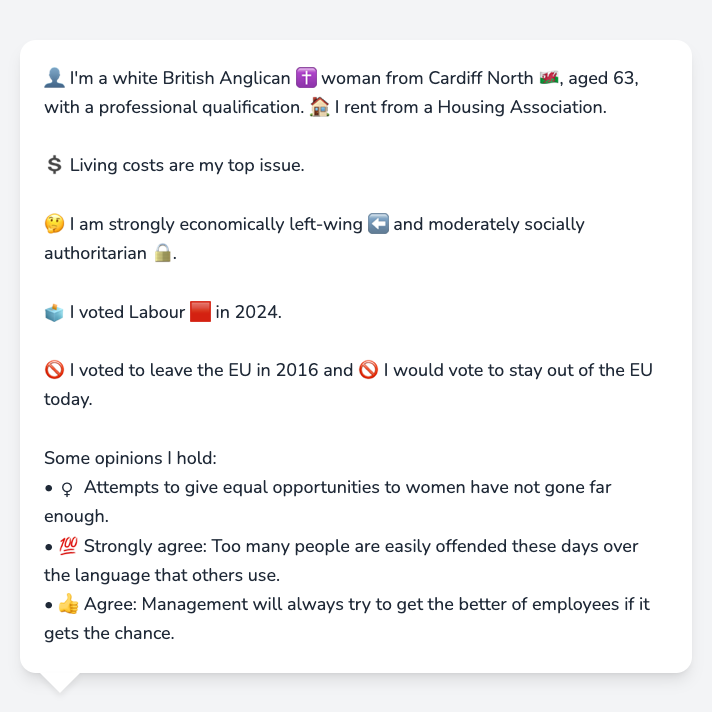 👤 I'm a white British Anglican ✝️ woman from Cardiff North 🏴󠁧󠁢󠁷󠁬󠁳󠁿, aged 63,
with a professional qualification. 🏠 I rent from a Housing Association.
💲 Living costs are my top issue.
🤔 I am strongly economically left-wing ⬅️ and moderately socially
authoritarian 🔒.
🗳️ I voted Labour 🟥 in 2024.
🚫 I voted to leave the EU in 2016 and 🚫 I would vote to stay out of the EU
today.
Some opinions I hold:
• ♀️ Attempts to give equal opportunities to women have not gone far
enough.
• 💯 Strongly agree: Too many people are easily offended these days over
the language that others use.
• 👍 Agree: Management will always try to get the better of employees if it
gets the chance.